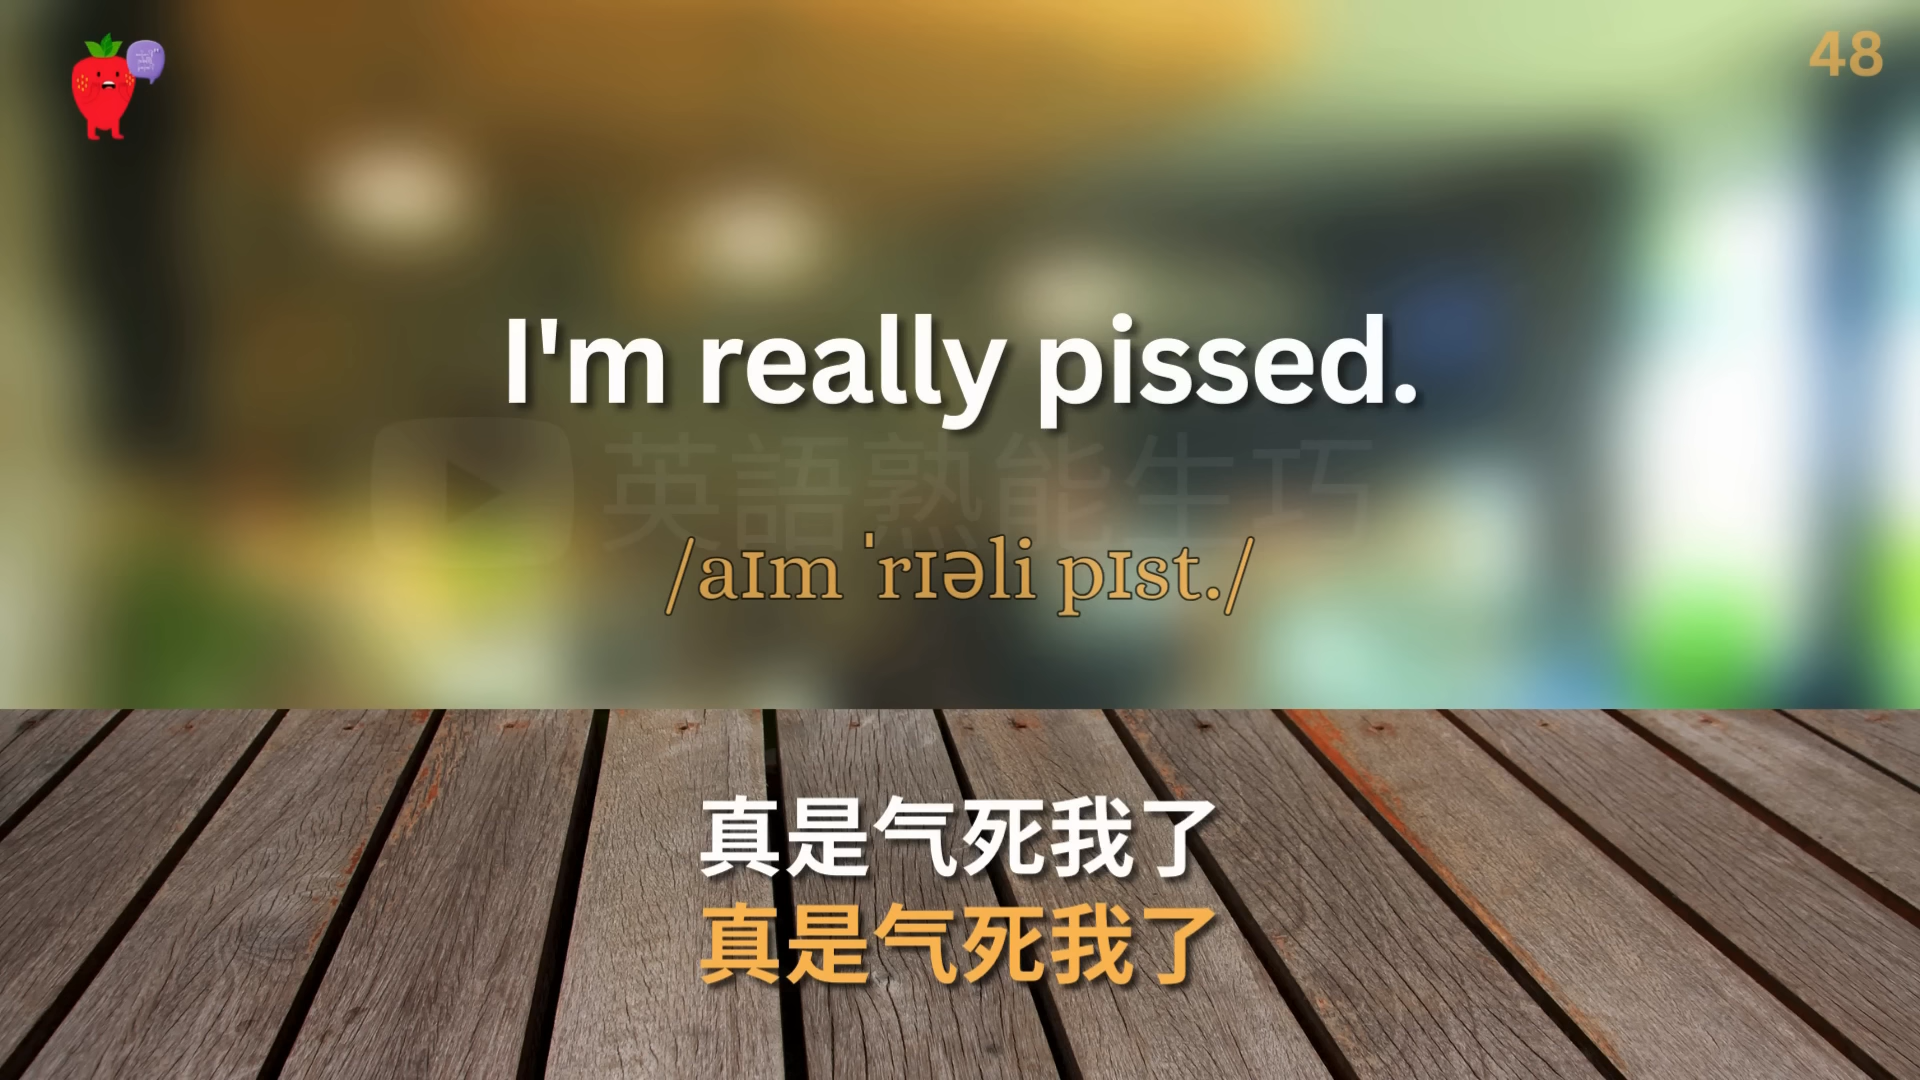 48
I'm really pissed.
英語熟能生巧
/aɪm ˈrɪəli pɪst./
真是气死我了
真是气死我了